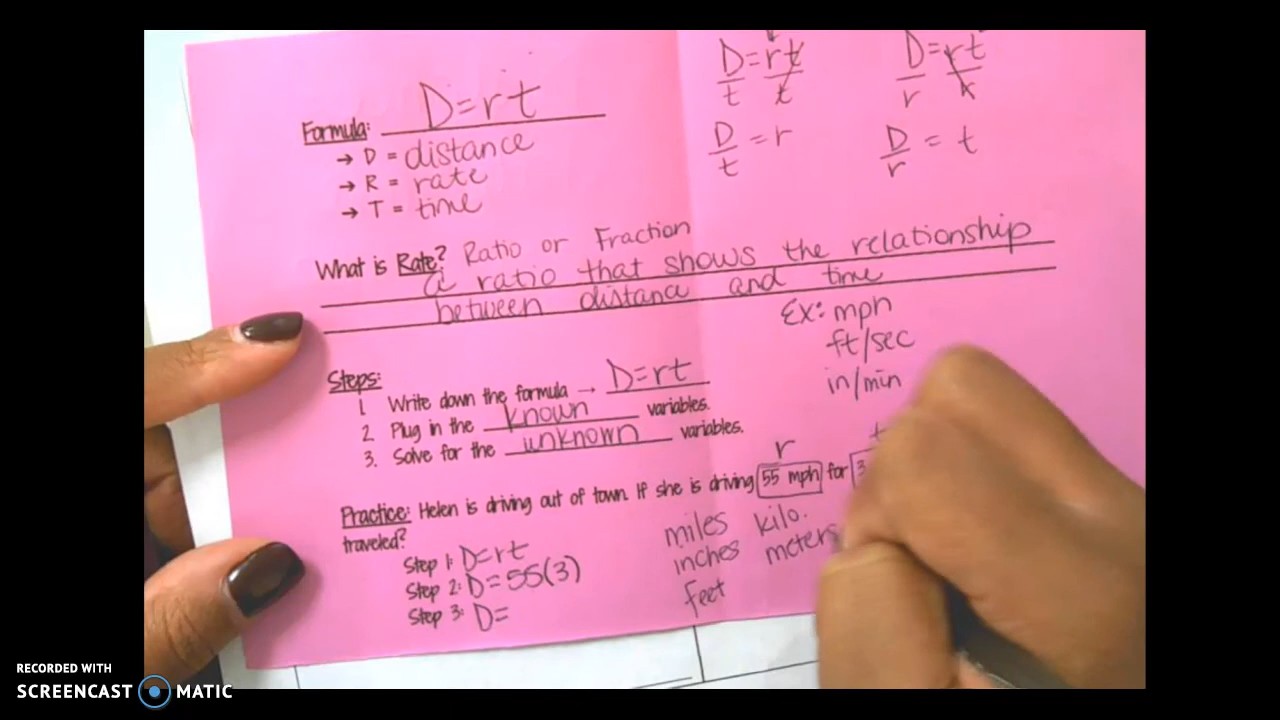 Formula: D=rt
→ D = distance
→ R = rate
→ T = time
D=rt
t t
D/t = r
D=rt
r r
D/r = t
What is Rate? Ratio or Fraction
a ratio that shows the relationship
between distance and time
Ex: mph
ft/sec
in/min
Steps:
1. Write down the formula → D=rt
2. Plug in the known variables.
3. Solve for the unknown variables.
r t
Practice: Helen is driving out of town. If she is driving 55 mph for 3
traveled?
Step 1: D=rt
Step 2: D=55(3)
Step 3: D=
miles kilo.
inches meters
feet
RECORDED WITH
SCREENCAST MATIC